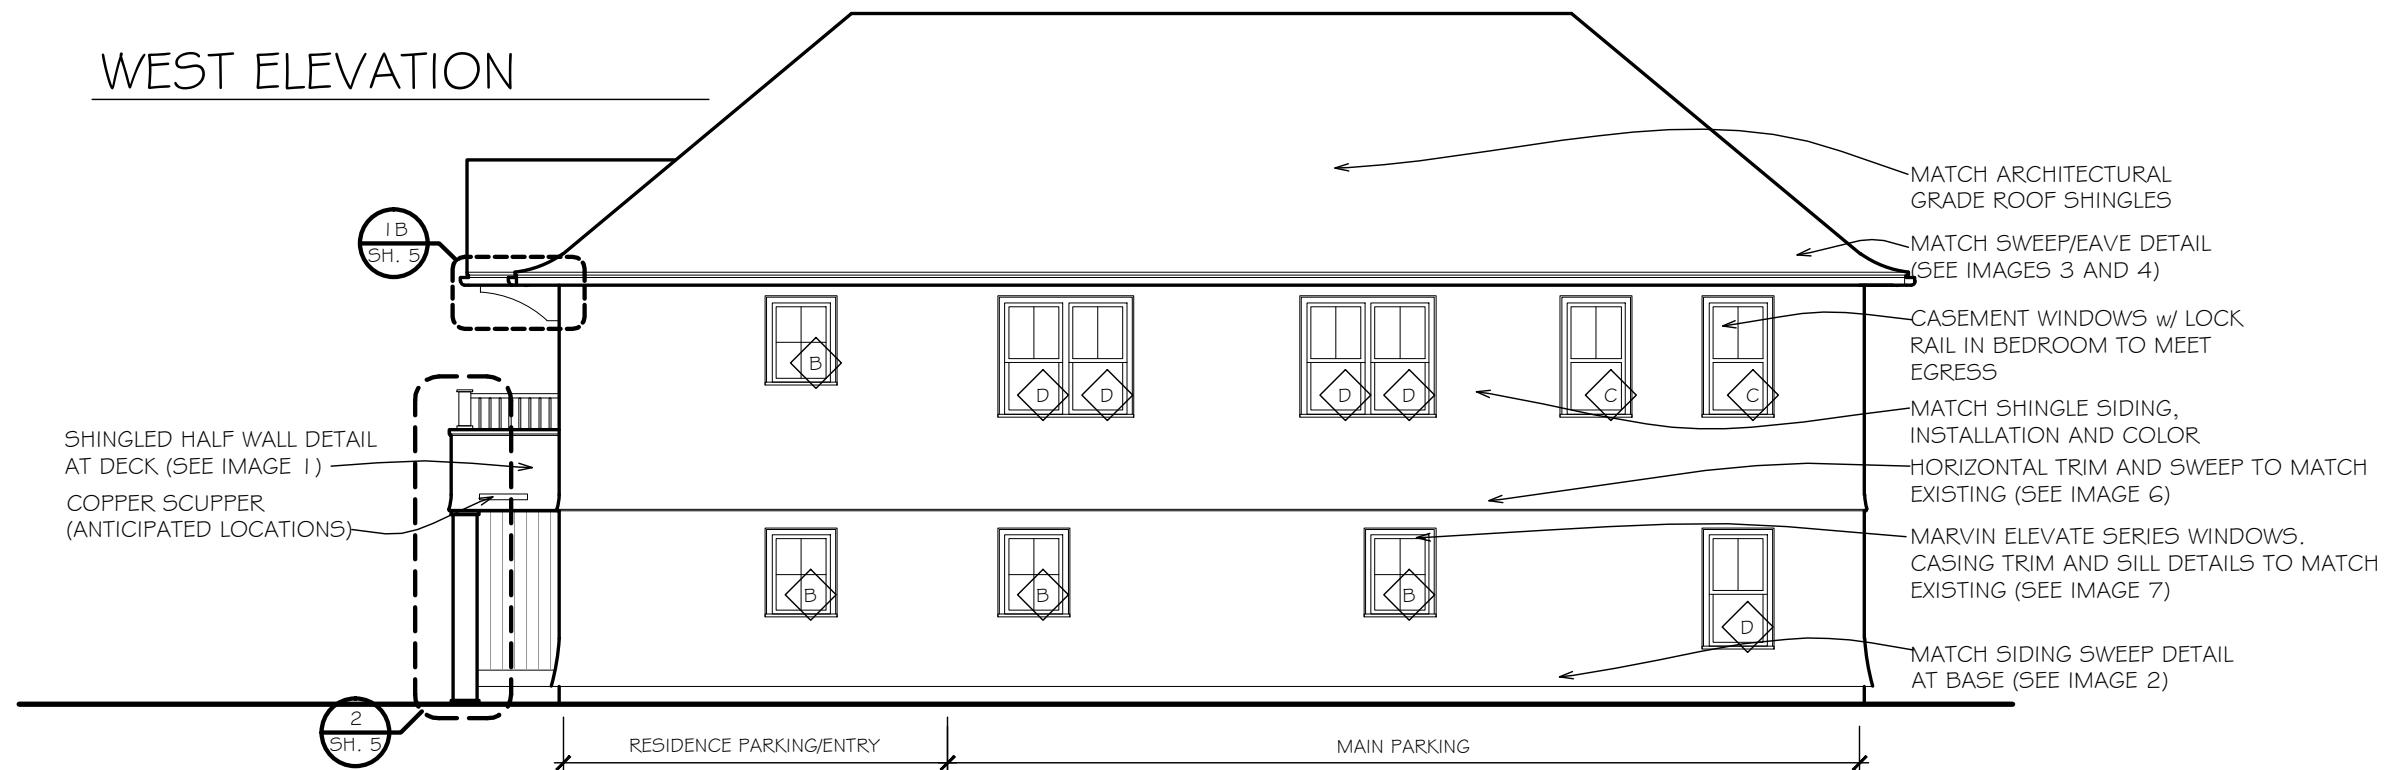 WEST ELEVATION
1B
SH. 5
MATCH ARCHITECTURAL
GRADE ROOF SHINGLES
MATCH SWEEP/EAVE DETAIL
(SEE IMAGES 3 AND 4)
CASEMENT WINDOWS w/ LOCK
RAIL IN BEDROOM TO MEET
EGRESS
B
D
D
D
D
C
C
MATCH SHINGLE SIDING,
INSTALLATION AND COLOR
SHINGLED HALF WALL DETAIL
AT DECK (SEE IMAGE 1)
HORIZONTAL TRIM AND SWEEP TO MATCH
EXISTING (SEE IMAGE 6)
COPPER SCUPPER
(ANTICIPATED LOCATIONS)
MARVIN ELEVATE SERIES WINDOWS.
CASING TRIM AND SILL DETAILS TO MATCH
EXISTING (SEE IMAGE 7)
B
B
B
D
MATCH SIDING SWEEP DETAIL
AT BASE (SEE IMAGE 2)
2
SH. 5
RESIDENCE PARKING/ENTRY
MAIN PARKING